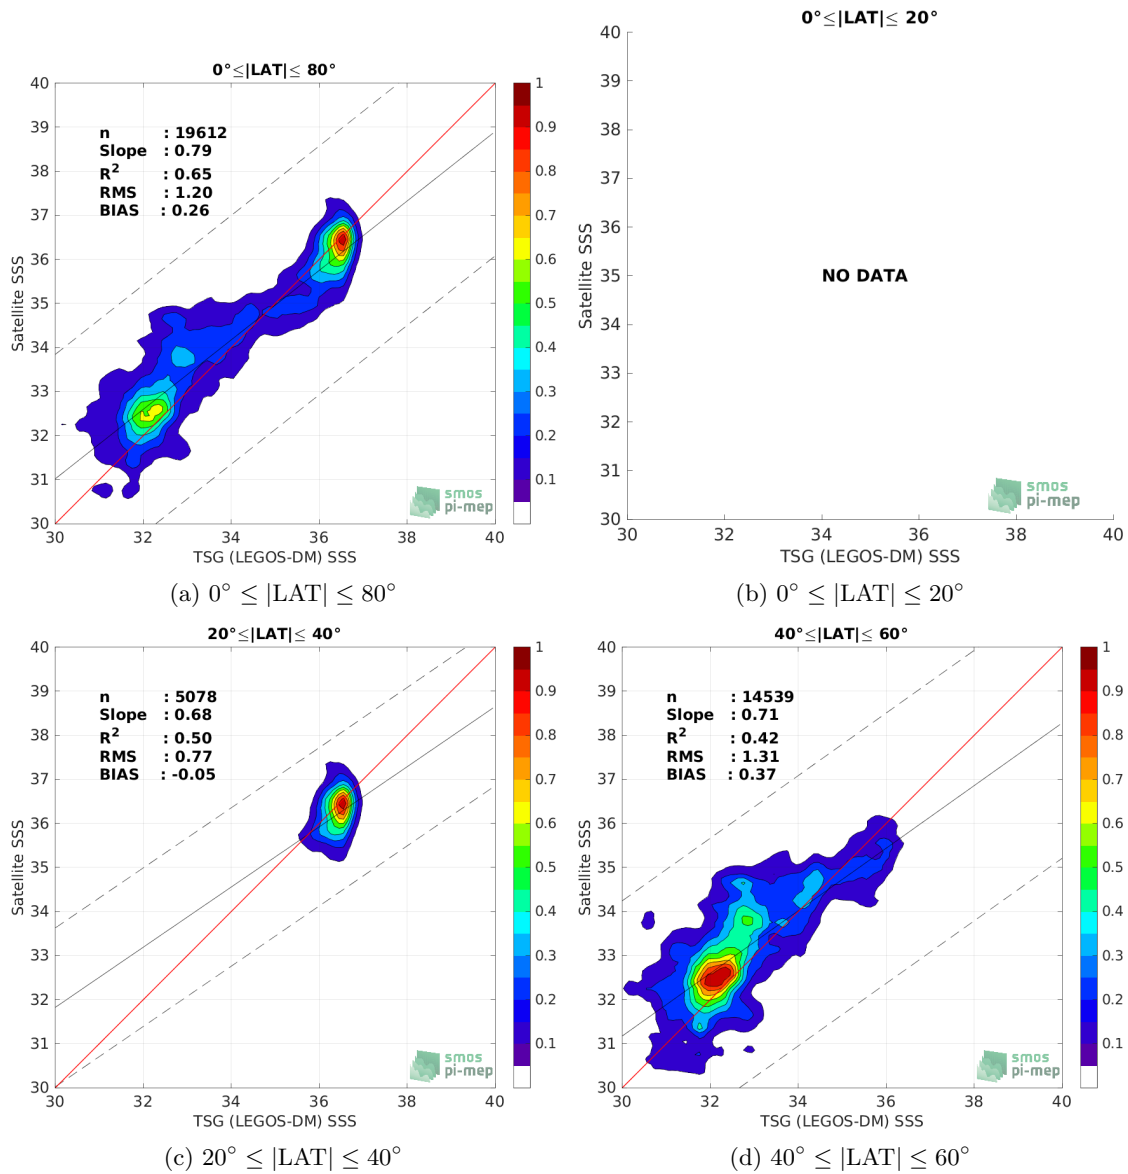 0°≤|LAT|≤ 80°
40
39
38
37
36
35
34
33
32
31
30
Satellite SSS
n : 19612
Slope : 0.79
R² : 0.65
RMS : 1.20
BIAS : 0.26
smos
pi-mep
30 32 34 36 38 40
TSG (LEGOS-DM) SSS
1
0.9
0.8
0.7
0.6
0.5
0.4
0.3
0.2
0.1
(a) 0° ≤ |LAT| ≤ 80°
0°≤|LAT|≤ 20°
40
39
38
37
36
35
34
33
32
31
30
Satellite SSS
NO DATA
smos
pi-mep
30 32 34 36 38 40
TSG (LEGOS-DM) SSS
(b) 0° ≤ |LAT| ≤ 20°
20°≤|LAT|≤ 40°
40
39
38
37
36
35
34
33
32
31
30
Satellite SSS
n : 5078
Slope : 0.68
R² : 0.50
RMS : 0.77
BIAS : -0.05
smos
pi-mep
30 32 34 36 38 40
TSG (LEGOS-DM) SSS
1
0.9
0.8
0.7
0.6
0.5
0.4
0.3
0.2
0.1
(c) 20° ≤ |LAT| ≤ 40°
40°≤|LAT|≤ 60°
40
39
38
37
36
35
34
33
32
31
30
Satellite SSS
n : 14539
Slope : 0.71
R² : 0.42
RMS : 1.31
BIAS : 0.37
smos
pi-mep
30 32 34 36 38 40
TSG (LEGOS-DM) SSS
1
0.9
0.8
0.7
0.6
0.5
0.4
0.3
0.2
0.1
(d) 40° ≤ |LAT| ≤ 60°